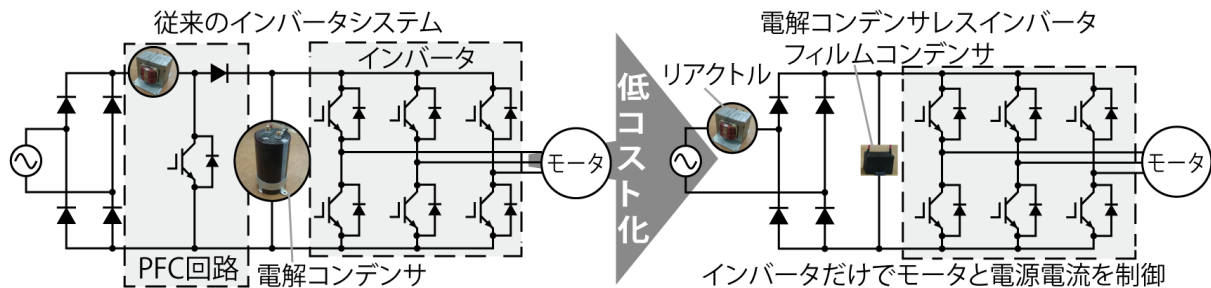 従来のインバータシステム
インバータ
モータ
PFC回路
電解コンデンサ
低コスト化
電解コンデンサレスインバータ
フィルムコンデンサ
リアクトル
モータ
インバータだけでモータと電源電流を制御